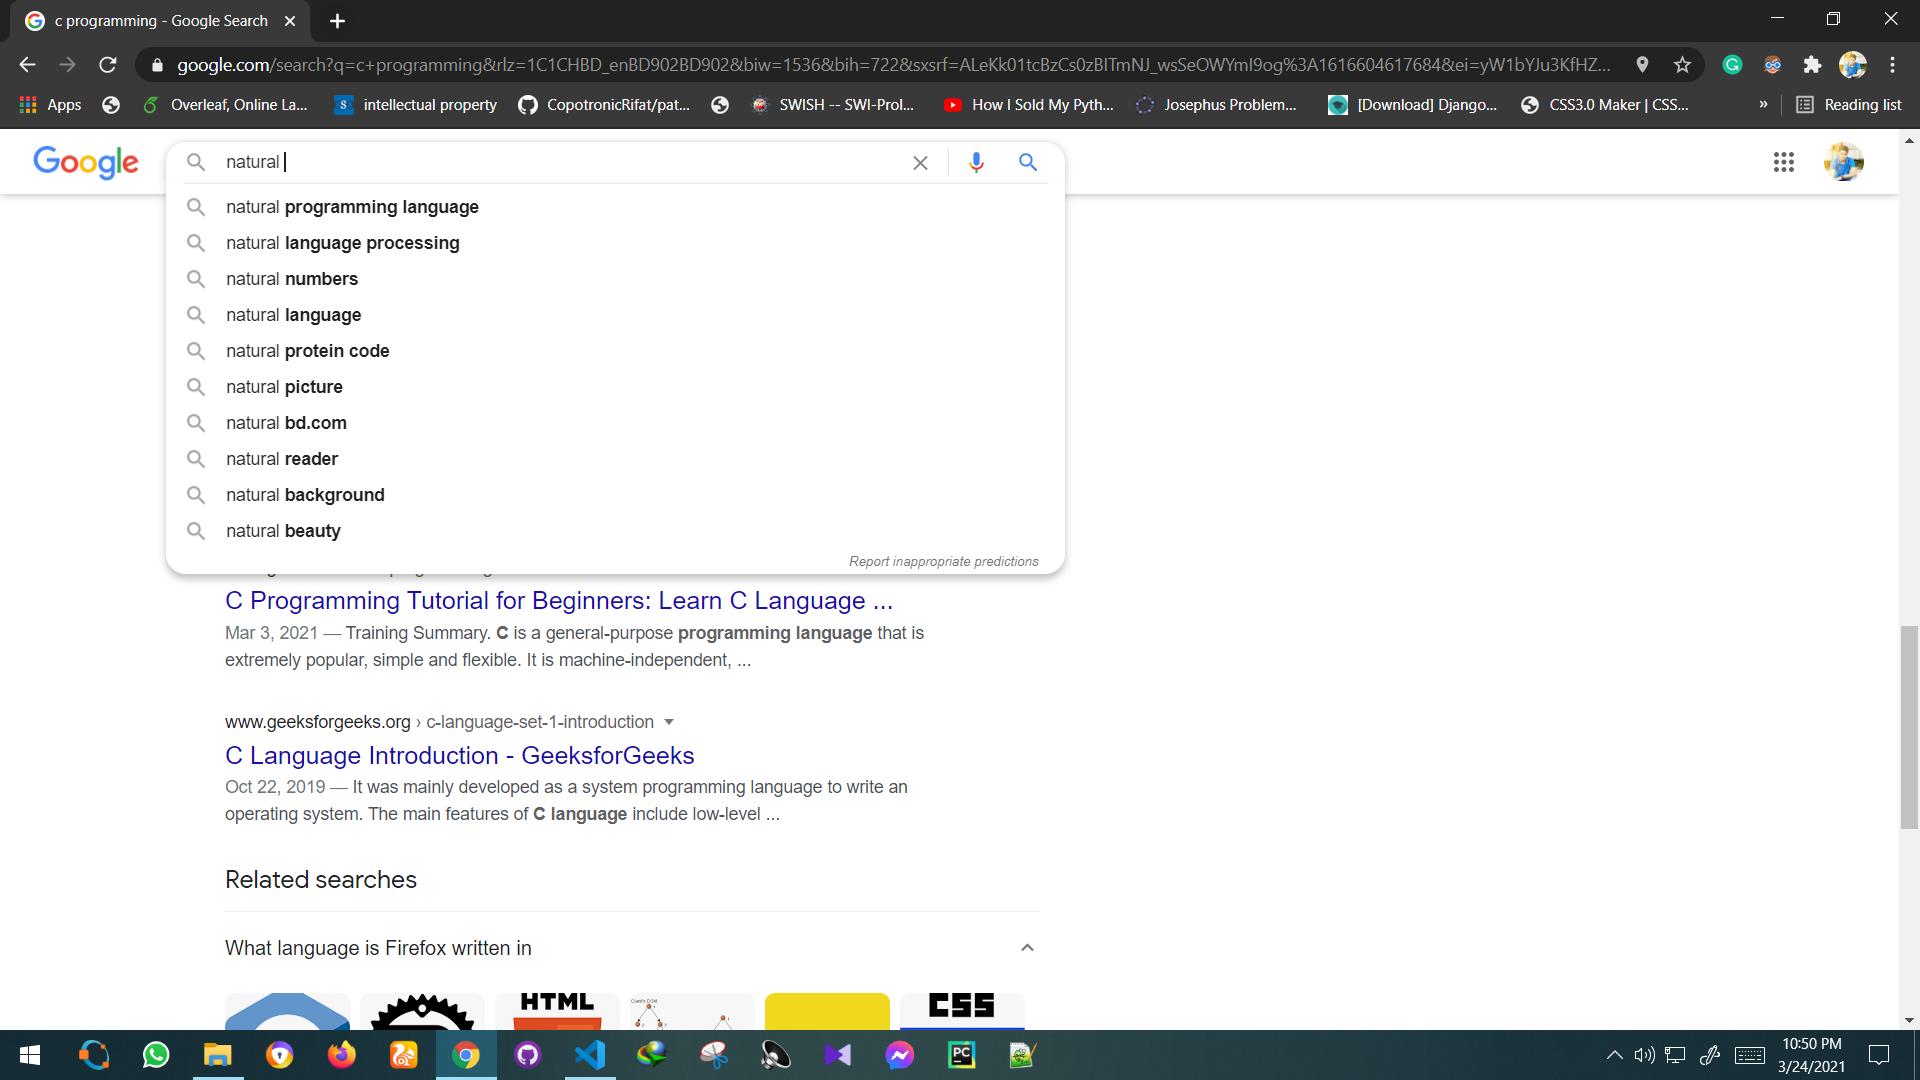 c programming - Google Search
google.com/search?q=c+programming&rlz=1C1CHBD_enBD902BD902&biw=1536&bih=722&sxsrf=ALeKk01tcBzCs0zBITmNJ_wsSeOWYmI9og%3A1616604617684&ei=yW1bYJu3KfHZ...
Apps Overleaf, Online La... intellectual property CopotronicRifat/pat... SWISH -- SWI-Prol... How I Sold My Pyth... Josephus Problem... [Download] Django... CSS3.0 Maker | CSS... » Reading list
Google natural
natural programming language
natural language processing
natural numbers
natural language
natural protein code
natural picture
natural bd.com
natural reader
natural background
natural beauty
Report inappropriate predictions
C Programming Tutorial for Beginners: Learn C Language ...
Mar 3, 2021 — Training Summary. C is a general-purpose programming language that is
extremely popular, simple and flexible. It is machine-independent, ...
www.geeksforgeeks.org › c-language-set-1-introduction
C Language Introduction - GeeksforGeeks
Oct 22, 2019 — It was mainly developed as a system programming language to write an
operating system. The main features of C language include low-level ...
Related searches
What language is Firefox written in
HTML
CSS
10:50 PM
3/24/2021